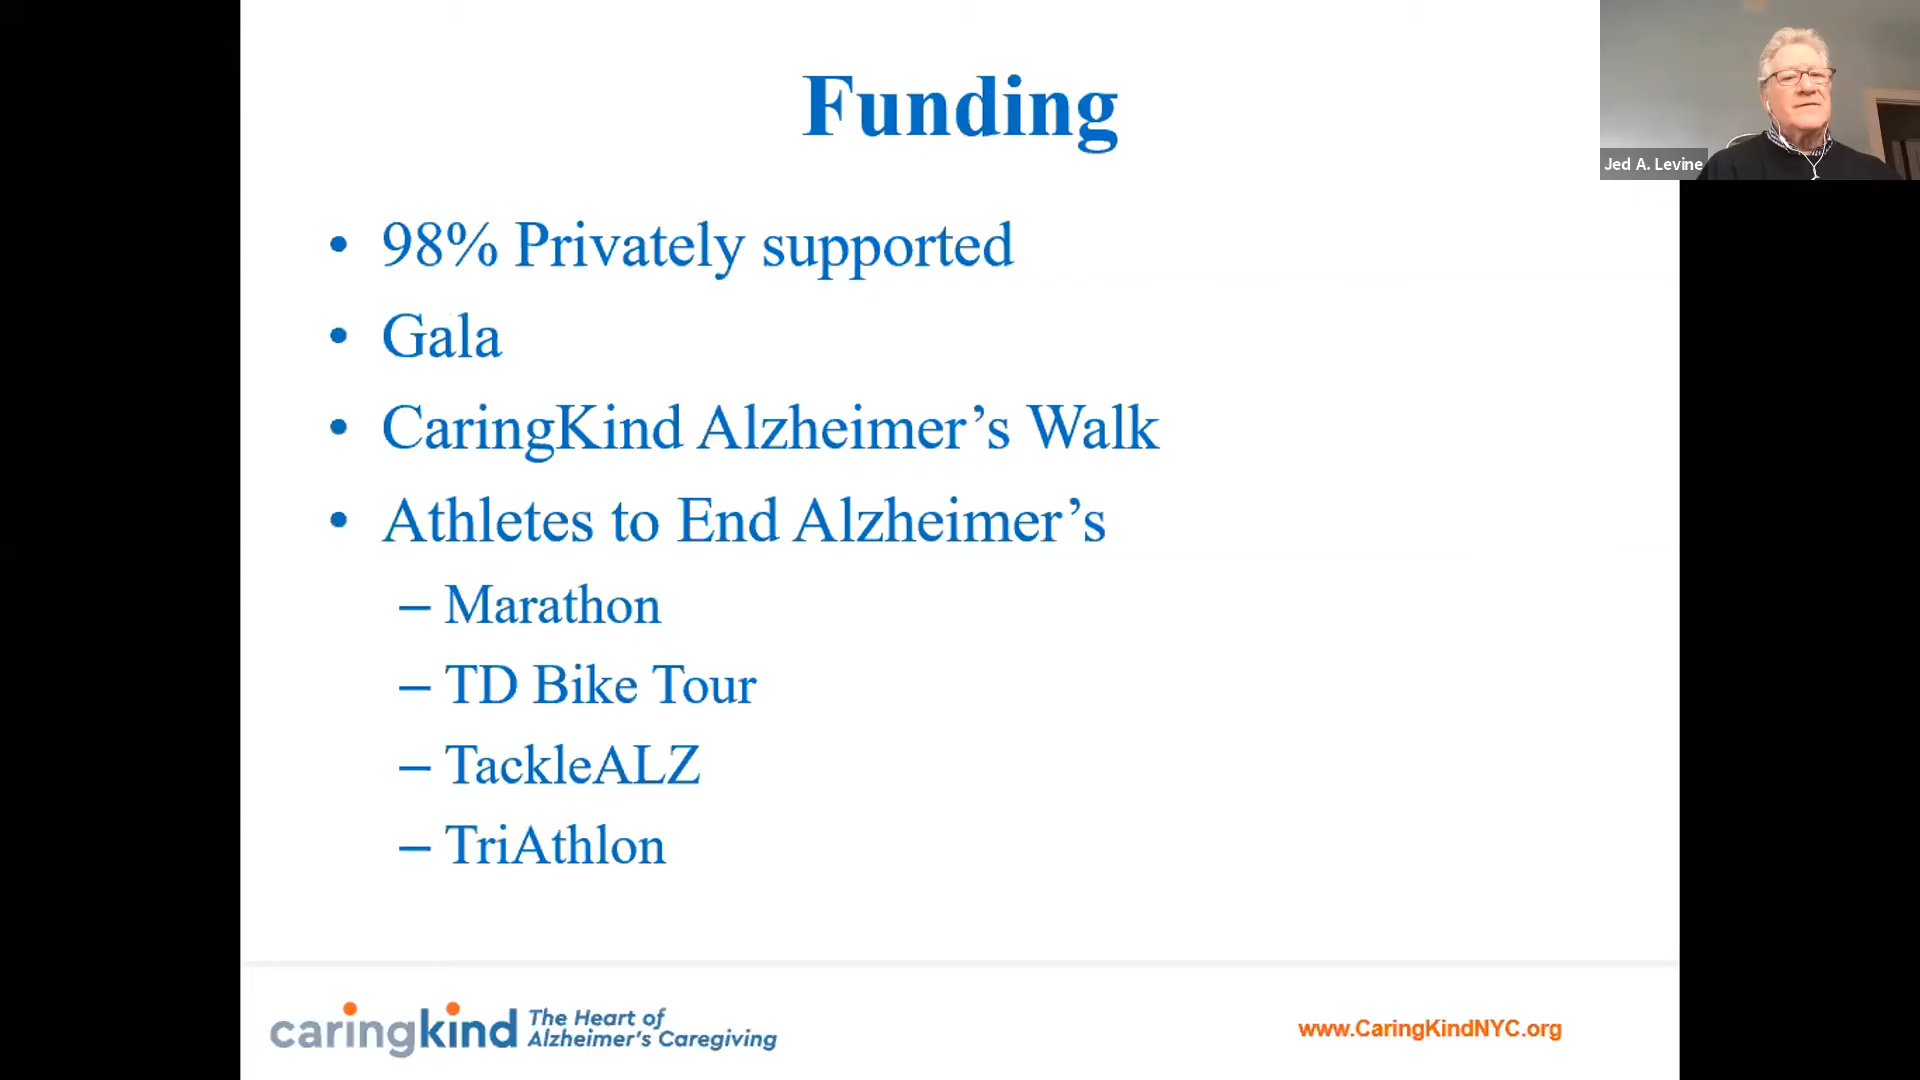 Funding
Jed A. Levine
• 98% Privately supported
• Gala
• CaringKind Alzheimer’s Walk
• Athletes to End Alzheimer’s
– Marathon
– TD Bike Tour
– TackleALZ
– TriAthlon
caringkind
The Heart of
Alzheimer's Caregiving
www.CaringKindNYC.org